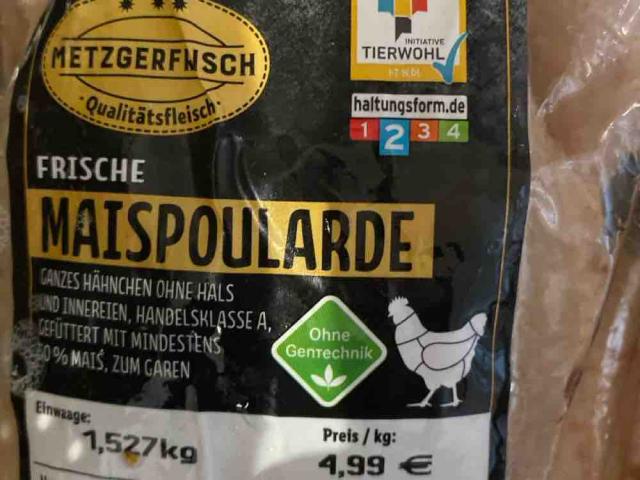 METZGERFRISCH
Qualitätsfleisch
INITIATIVE
TIERWOHL
haltungsform.de
1 2 3 4
FRISCHE
MAISPOULARDE
GANZES HÄHNCHEN OHNE HALS
UND INNEREIEN, HANDELSKLASSE A,
GEFÜTTERT MIT MINDESTENS
0 % MAIS, ZUM GAREN
Ohne
GenTechnik
Einwaage:
1,527kg
Preis / kg:
4,99 €